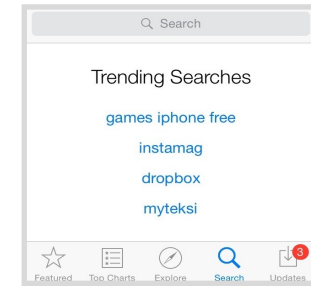 Search
Trending Searches
games iphone free
instamag
dropbox
myteksi
3
Featured Top Charts Explore Search Updates